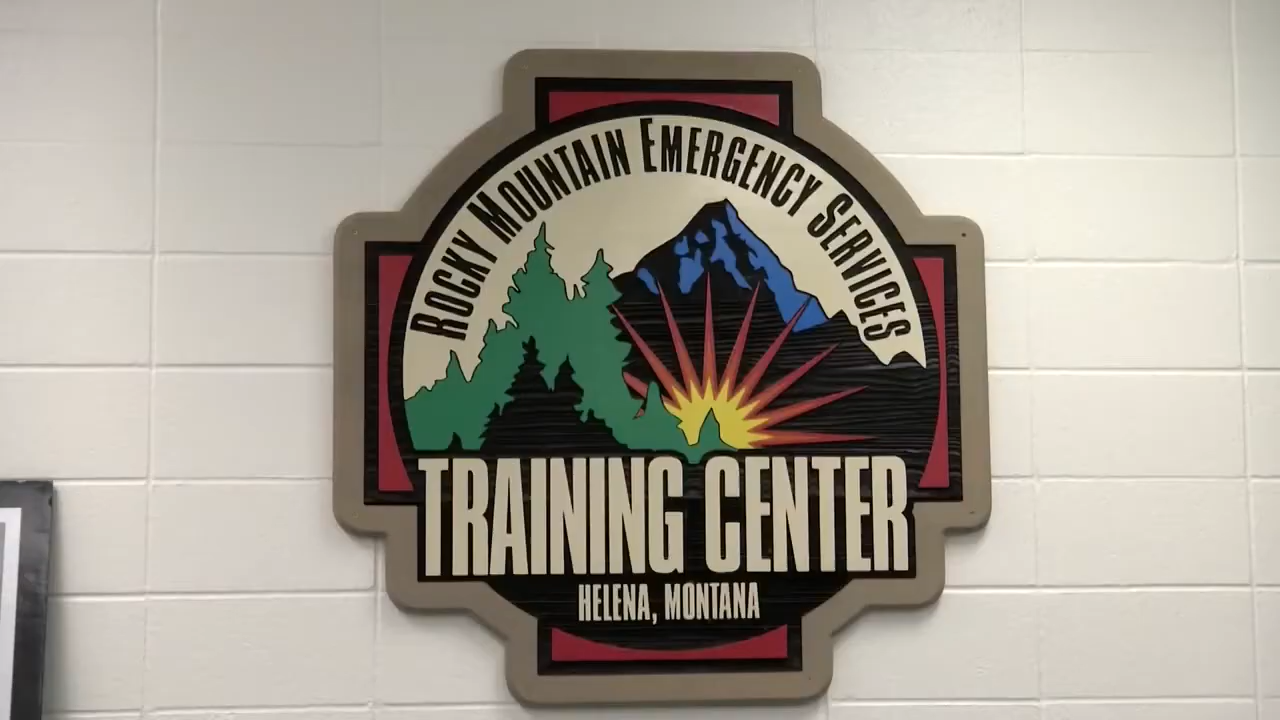 ROCKY MOUNTAIN EMERGENCY SERVICES
TRAINING CENTER
HELENA, MONTANA